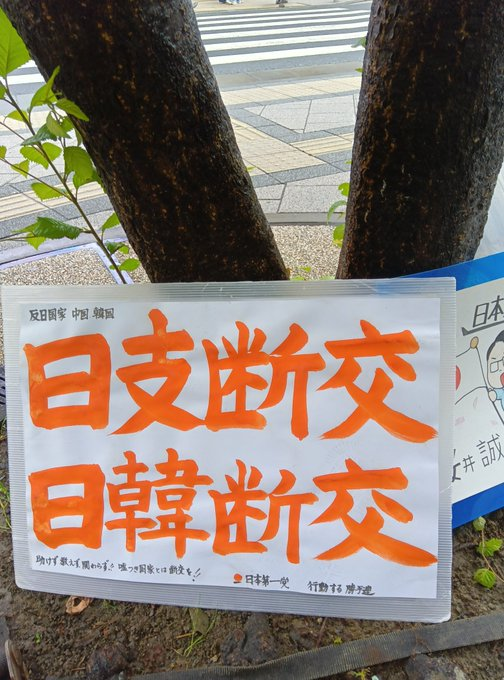 反日国家 中国 韓国
日支断交
日韓断交
助けず 教えず 関わらず 嘘つき国家とは断交を!!
日本第一党 行動する勝手連
日本
井 誠